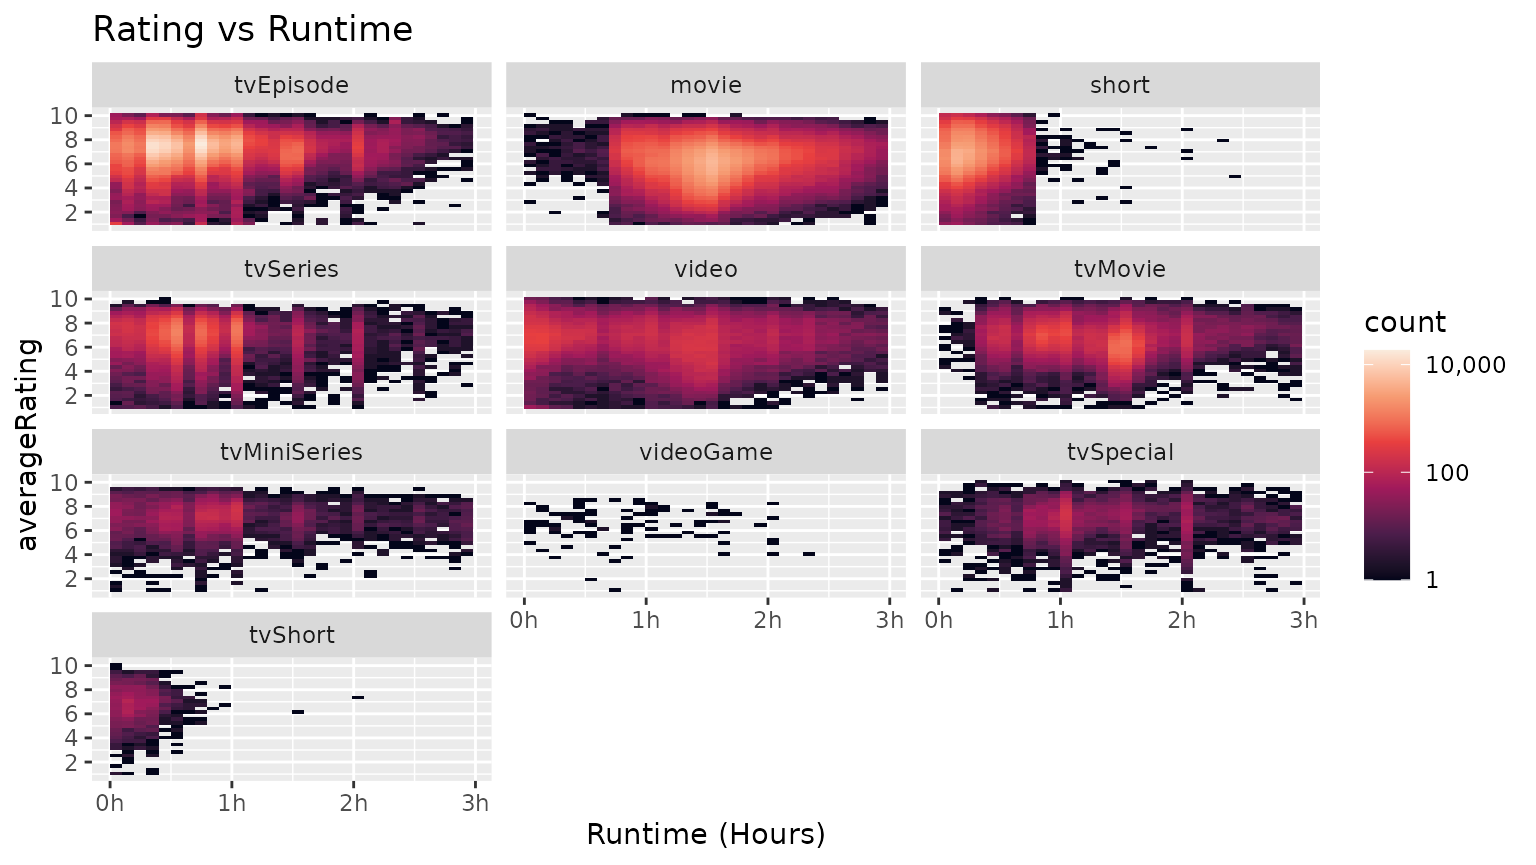 Rating vs Runtime
tvEpisode
movie
short
10
8
6
4
2
tvSeries
video
tvMovie
10
8
6
4
2
tvMiniSeries
videoGame
tvSpecial
10
8
6
4
2
0h 1h 2h 3h
0h 1h 2h 3h
tvShort
10
8
6
4
2
0h 1h 2h 3h
averageRating
Runtime (Hours)
count
10,000
100
1